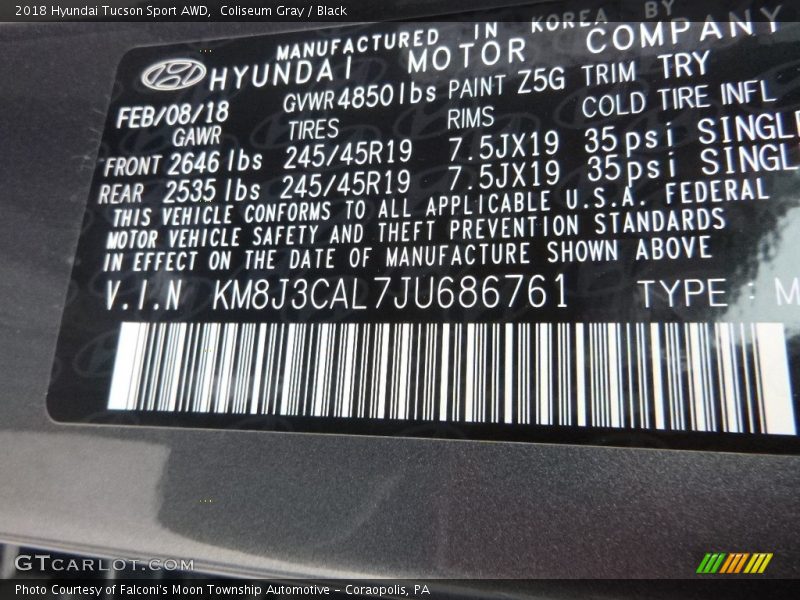 2018 Hyundai Tucson Sport AWD,  Coliseum Gray / Black
MANUFACTURED IN KOREA BY
HYUNDAI MOTOR COMPANY
FEB/08/18 GVWR 4850lbs PAINT Z5G TRIM TRY
GAWR TIRES RIMS COLD TIRE INFL
FRONT 2646 lbs 245/45R19 7.5JX19 35psi SINGLE
REAR 2535 lbs 245/45R19 7.5JX19 35psi SINGL
THIS VEHICLE CONFORMS TO ALL APPLICABLE U.S.A. FEDERAL
MOTOR VEHICLE SAFETY AND THEFT PREVENTION STANDARDS
IN EFFECT ON THE DATE OF MANUFACTURE SHOWN ABOVE
V.I.N KM8J3CAL7JU686761 TYPE : M
GTCARLOT.COM
Photo Courtesy of Falconi's Moon Township Automotive – Coraopolis, PA